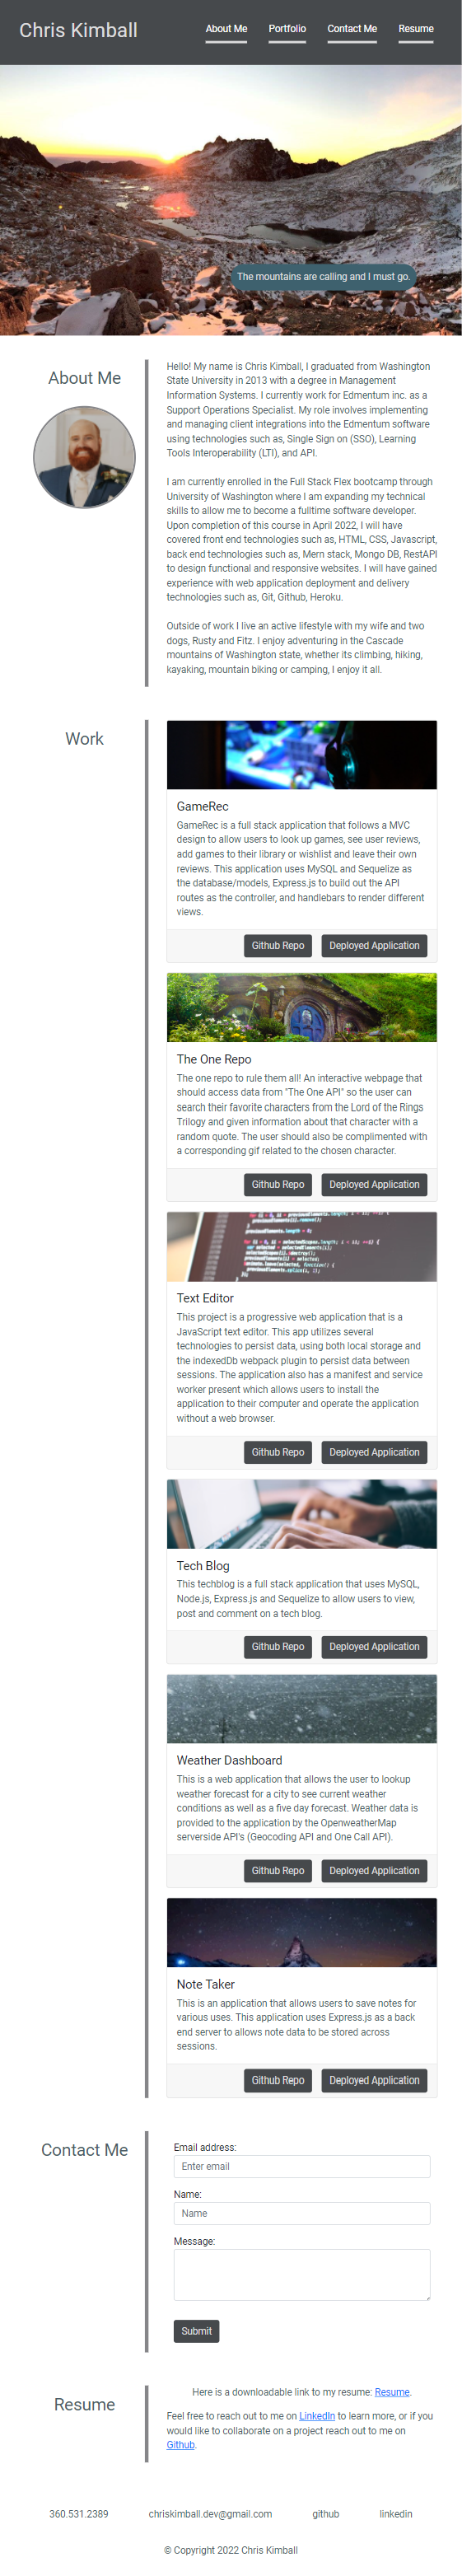 Chris Kimball
About Me Portfolio Contact Me Resume
The mountains are calling and I must go.
About Me
Hello! My name is Chris Kimball, I graduated from Washington
State University in 2013 with a degree in Management
Information Systems. I currently work for Edmentum inc. as a
Support Operations Specialist. My role involves implementing
and managing client integrations into the Edmentum software
using technologies such as, Single Sign on (SSO), Learning
Tools Interoperability (LTI), and API.
I am currently enrolled in the Full Stack Flex bootcamp through
University of Washington where I am expanding my technical
skills to allow me to become a fulltime software developer.
Upon completion of this course in April 2022, I will have
covered front end technologies such as, HTML, CSS, Javascript,
back end technologies such as, Mern stack, Mongo DB, RestAPI
to design functional and responsive websites. I will have gained
experience with web application deployment and delivery
technologies such as, Git, Github, Heroku.
Outside of work I live an active lifestyle with my wife and two
dogs, Rusty and Fitz. I enjoy adventuring in the Cascade
mountains of Washington state, whether its climbing, hiking,
kayaking, mountain biking or camping, I enjoy it all.
Work
GameRec
GameRec is a full stack application that follows a MVC
design to allow users to look up games, see user reviews,
add games to their library or wishlist and leave their own
reviews. This application uses MySQL and Sequelize as
the database/models, Express.js to build out the API
routes as the controller, and handlebars to render different
views.
Github Repo Deployed Application
The One Repo
The one repo to rule them all! An interactive webpage that
should access data from "The One API" so the user can
search their favorite characters from the Lord of the Rings
Trilogy and given information about that character with a
random quote. The user should also be complimented with
a corresponding gif related to the chosen character.
Github Repo Deployed Application
Text Editor
This project is a progressive web application that is a
JavaScript text editor. This app utilizes several
technologies to persist data, using both local storage and
the indexedDb webpack plugin to persist data between
sessions. The application also has a manifest and service
worker present which allows users to install the
application to their computer and operate the application
without a web browser.
Github Repo Deployed Application
Tech Blog
This techblog is a full stack application that uses MySQL,
Node.js, Express.js and Sequelize to allow users to view,
post and comment on a tech blog.
Github Repo Deployed Application
Weather Dashboard
This is a web application that allows the user to lookup
weather forecast for a city to see current weather
conditions as well as a five day forecast. Weather data is
provided to the application by the OpenweatherMap
serverside API's (Geocoding API and One Call API).
Github Repo Deployed Application
Note Taker
This is an application that allows users to save notes for
various uses. This application uses Express.js as a back
end server to allows note data to be stored across
sessions.
Github Repo Deployed Application
Contact Me
Email address:
Enter email
Name:
Name
Message:
Submit
Resume
Here is a downloadable link to my resume: Resume.
Feel free to reach out to me on LinkedIn to learn more, or if you
would like to collaborate on a project reach out to me on
Github.
360.531.2389 chriskimball.dev@gmail.com github linkedin
© Copyright 2022 Chris Kimball